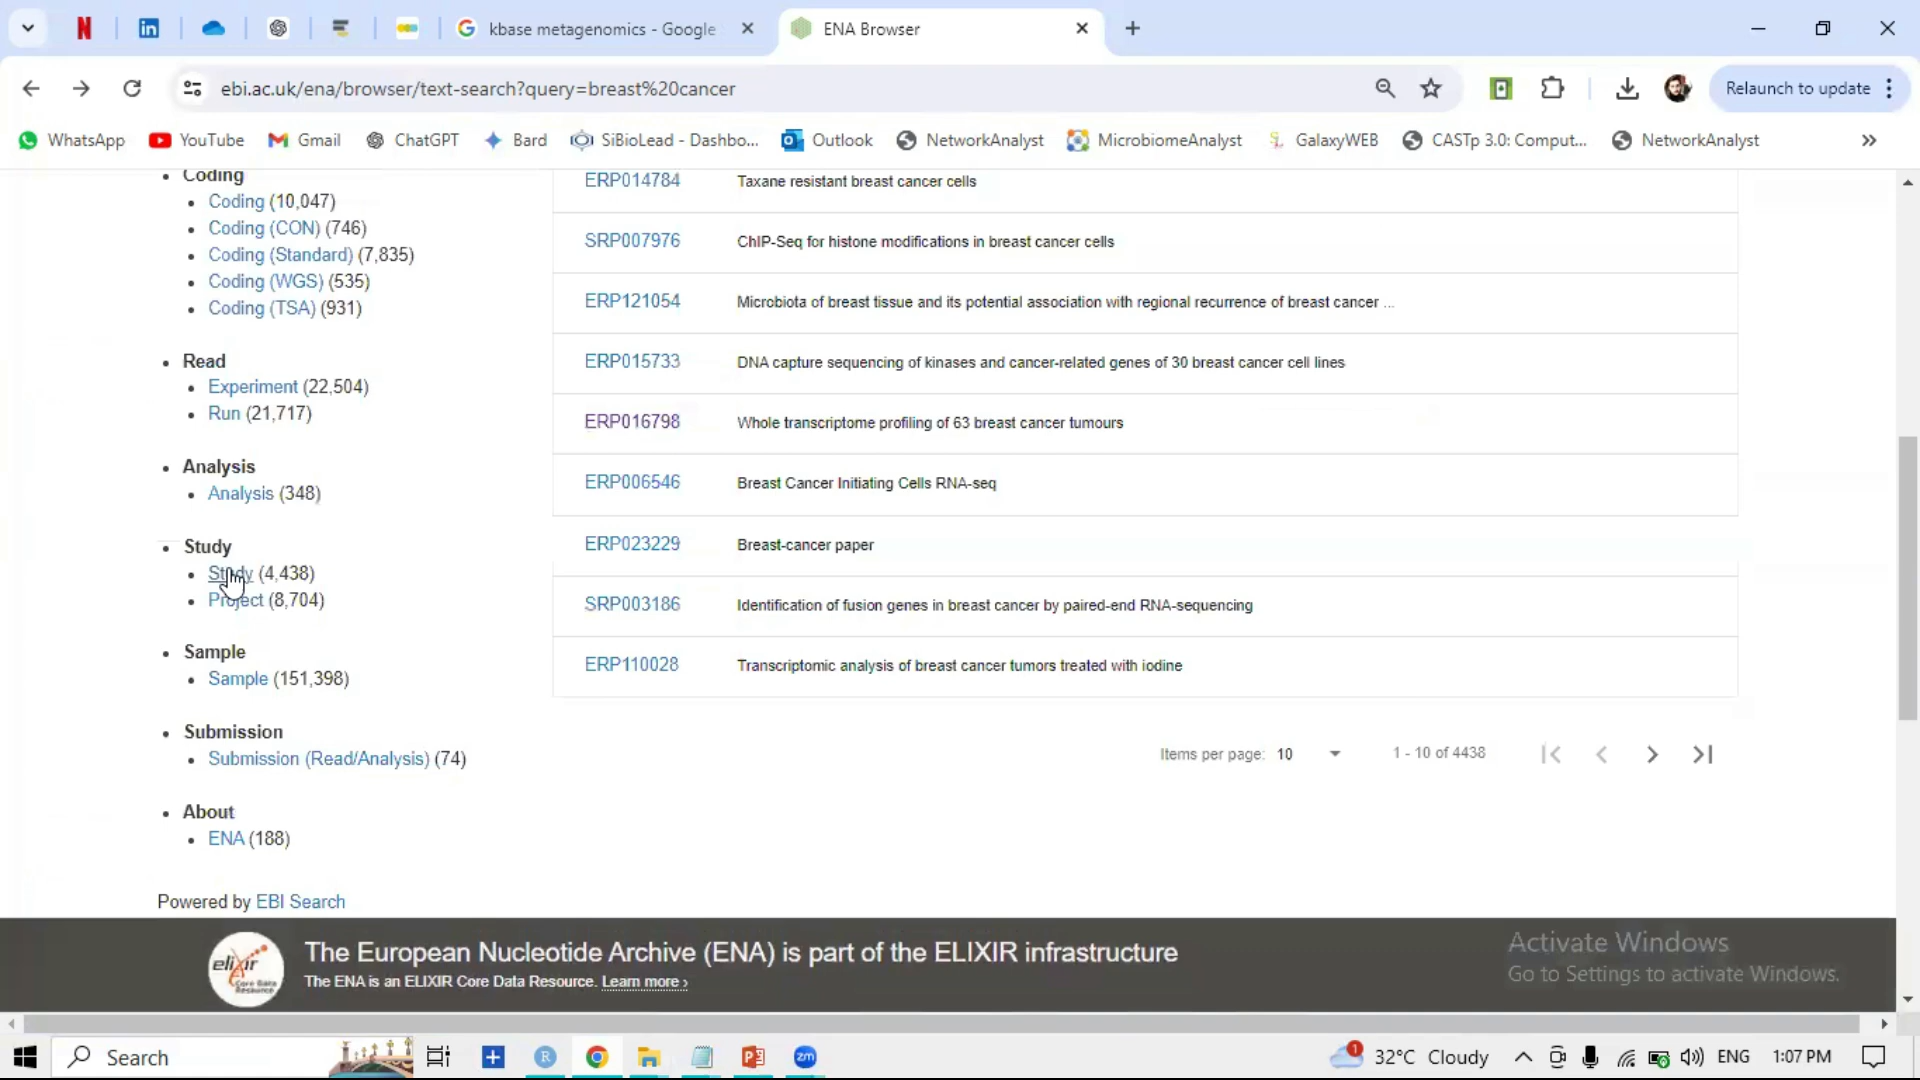 kbase metagenomics - Google
ENA Browser
ebi.ac.uk/ena/browser/text-search?query=breast%20cancer
Relaunch to update
WhatsApp
YouTube
Gmail
ChatGPT
Bard
SiBioLead - Dashbo...
Outlook
NetworkAnalyst
MicrobiomeAnalyst
GalaxyWEB
CASTp 3.0: Comput...
NetworkAnalyst
Coding
Coding (10,047)
Coding (CON) (746)
Coding (Standard) (7,835)
Coding (WGS) (535)
Coding (TSA) (931)
Read
Experiment (22,504)
Run (21,717)
Analysis
Analysis (348)
Study
Study (4,438)
Project (8,704)
Sample
Sample (151,398)
Submission
Submission (Read/Analysis) (74)
About
ENA (188)
Powered by EBI Search
ERP014784 Taxane resistant breast cancer cells
SRP007976 ChIP-Seq for histone modifications in breast cancer cells
ERP121054 Microbiota of breast tissue and its potential association with regional recurrence of breast cancer ...
ERP015733 DNA capture sequencing of kinases and cancer-related genes of 30 breast cancer cell lines
ERP016798 Whole transcriptome profiling of 63 breast cancer tumours
ERP006546 Breast Cancer Initiating Cells RNA-seq
ERP023229 Breast-cancer paper
SRP003186 Identification of fusion genes in breast cancer by paired-end RNA-sequencing
ERP110028 Transcriptomic analysis of breast cancer tumors treated with iodine
Items per page: 10 1 - 10 of 4438
elixir
Core Data
Resource
The European Nucleotide Archive (ENA) is part of the ELIXIR infrastructure
The ENA is an ELIXIR Core Data Resource. Learn more ›
Activate Windows
Go to Settings to activate Windows.
Search
zm
1
32°C Cloudy
ENG
1:07 PM